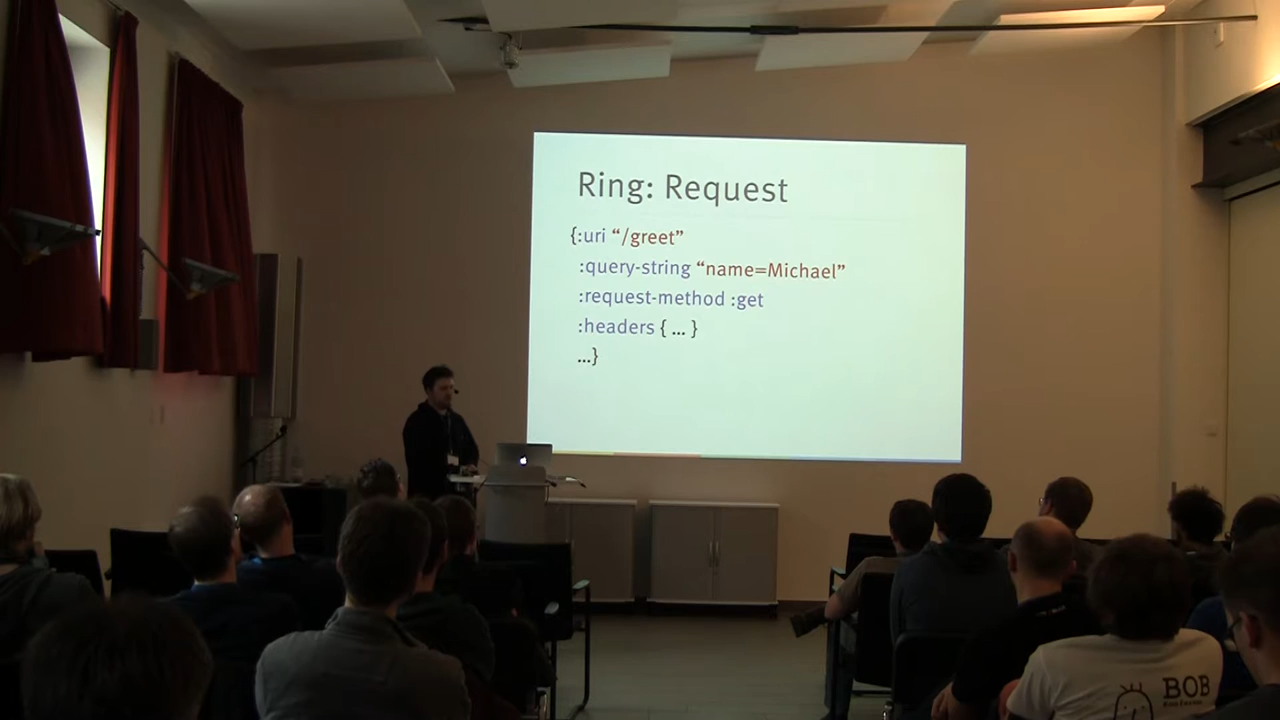 Ring: Request
{:uri “/greet”
:query-string “name=Michael”
:request-method :get
:headers { ... }
...}
BOB